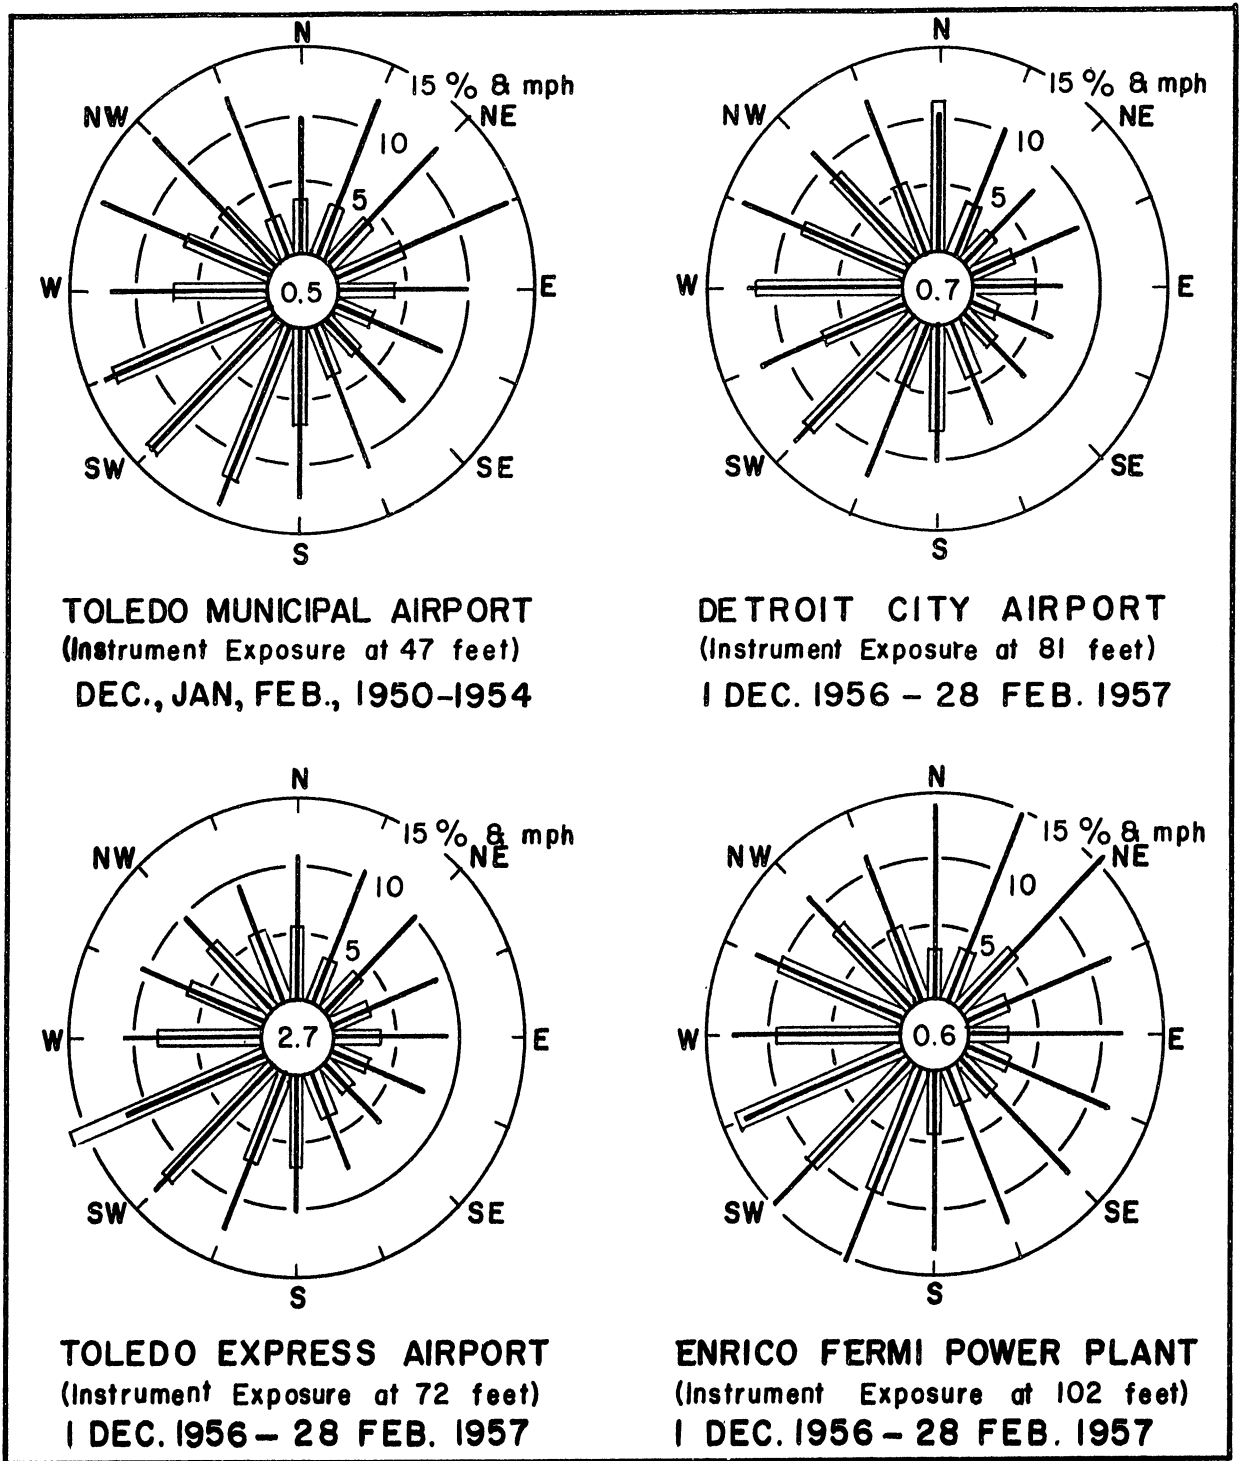 N
15 % & mph
NW
NE
10
5
W
0.5
E
SW
SE
S
TOLEDO MUNICIPAL AIRPORT
(Instrument Exposure at 47 feet)
DEC., JAN, FEB., 1950-1954
N
15 % & mph
NW
NE
10
5
W
0.7
E
SW
SE
S
DETROIT CITY AIRPORT
(Instrument Exposure at 81 feet)
1 DEC. 1956 - 28 FEB. 1957
N
15 % & mph
NW
NE
10
5
W
2.7
E
SW
SE
S
TOLEDO EXPRESS AIRPORT
(Instrument Exposure at 72 feet)
1 DEC. 1956 - 28 FEB. 1957
N
15 % & mph
NW
NE
10
5
W
0.6
E
SW
SE
S
ENRICO FERMI POWER PLANT
(Instrument Exposure at 102 feet)
1 DEC. 1956 - 28 FEB. 1957